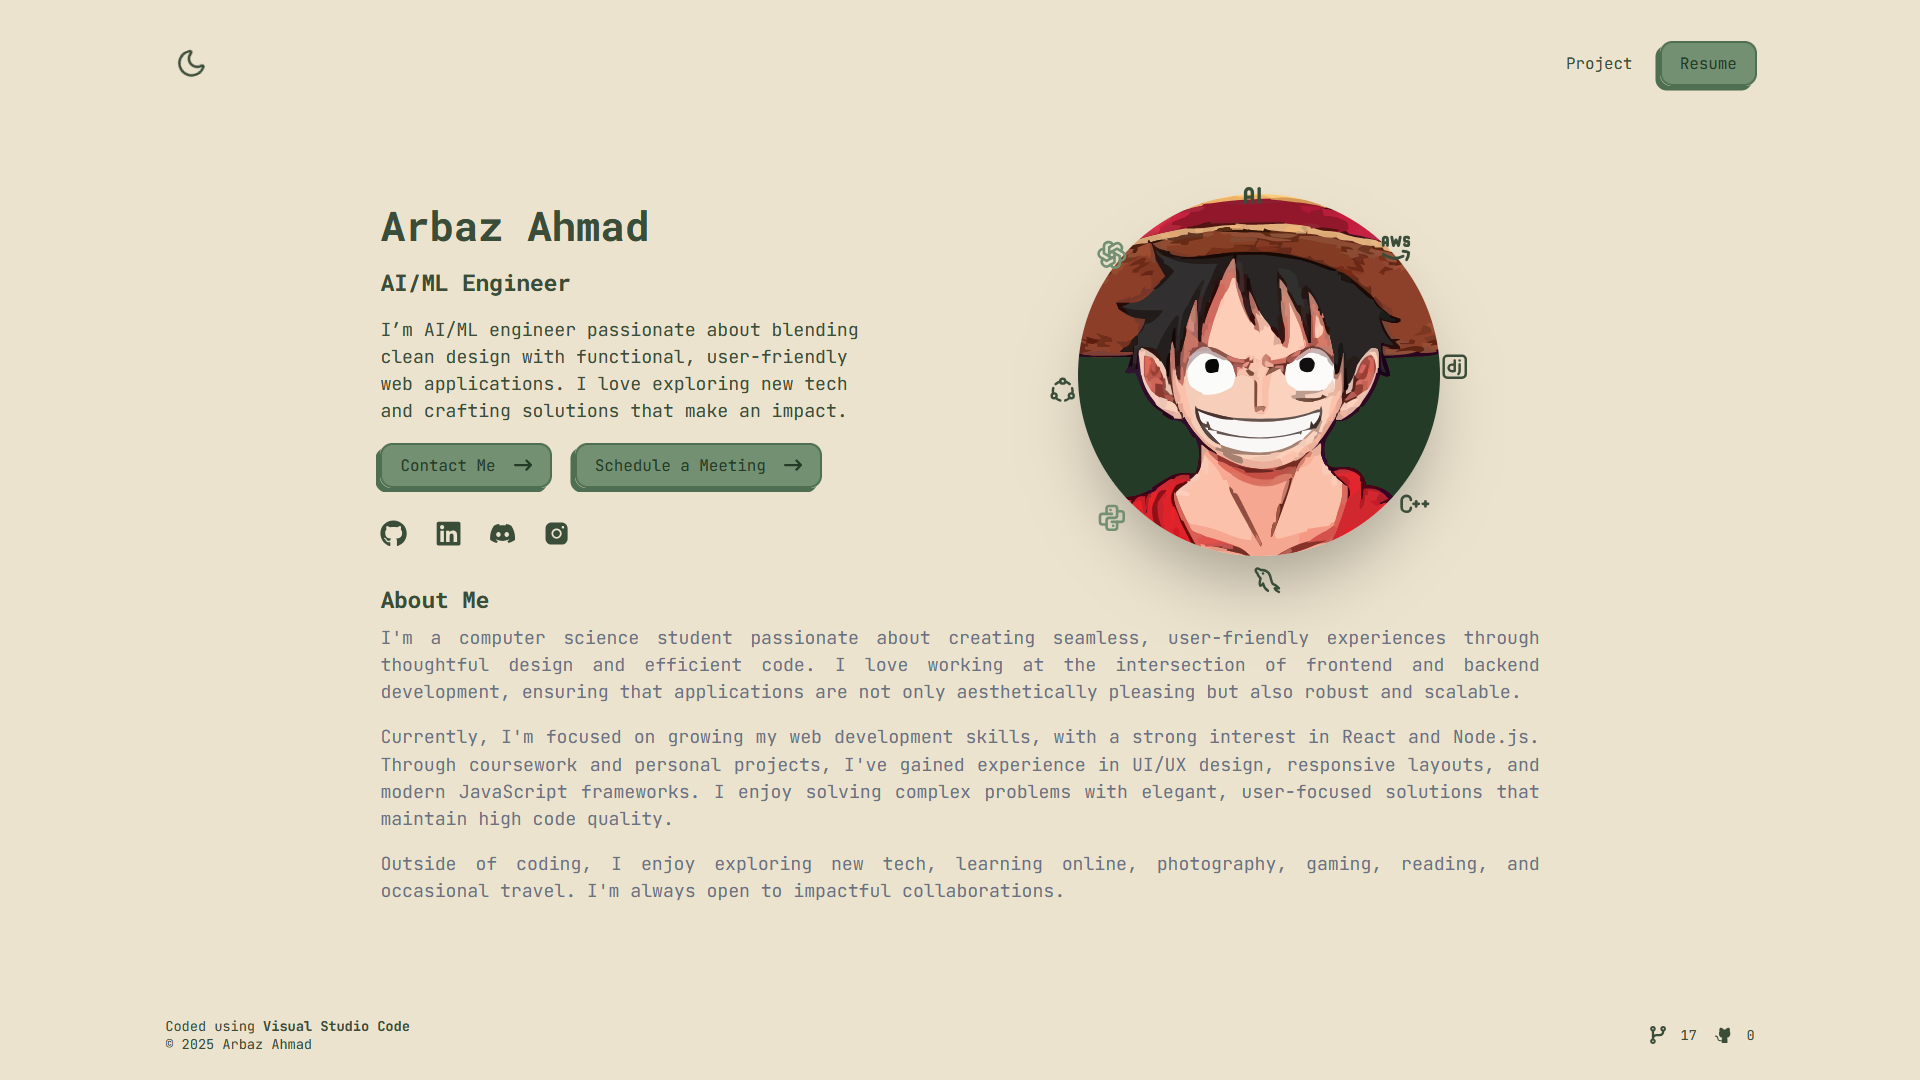 Project
Resume
Arbaz Ahmad
AI/ML Engineer
I’m AI/ML engineer passionate about blending
clean design with functional, user-friendly
web applications. I love exploring new tech
and crafting solutions that make an impact.
Contact Me
Schedule a Meeting
AI
AWS
dj
C++
About Me
I'm a computer science student passionate about creating seamless, user-friendly experiences through
thoughtful design and efficient code. I love working at the intersection of frontend and backend
development, ensuring that applications are not only aesthetically pleasing but also robust and scalable.
Currently, I'm focused on growing my web development skills, with a strong interest in React and Node.js.
Through coursework and personal projects, I've gained experience in UI/UX design, responsive layouts, and
modern JavaScript frameworks. I enjoy solving complex problems with elegant, user-focused solutions that
maintain high code quality.
Outside of coding, I enjoy exploring new tech, learning online, photography, gaming, reading, and
occasional travel. I'm always open to impactful collaborations.
Coded using Visual Studio Code
© 2025 Arbaz Ahmad
17
0